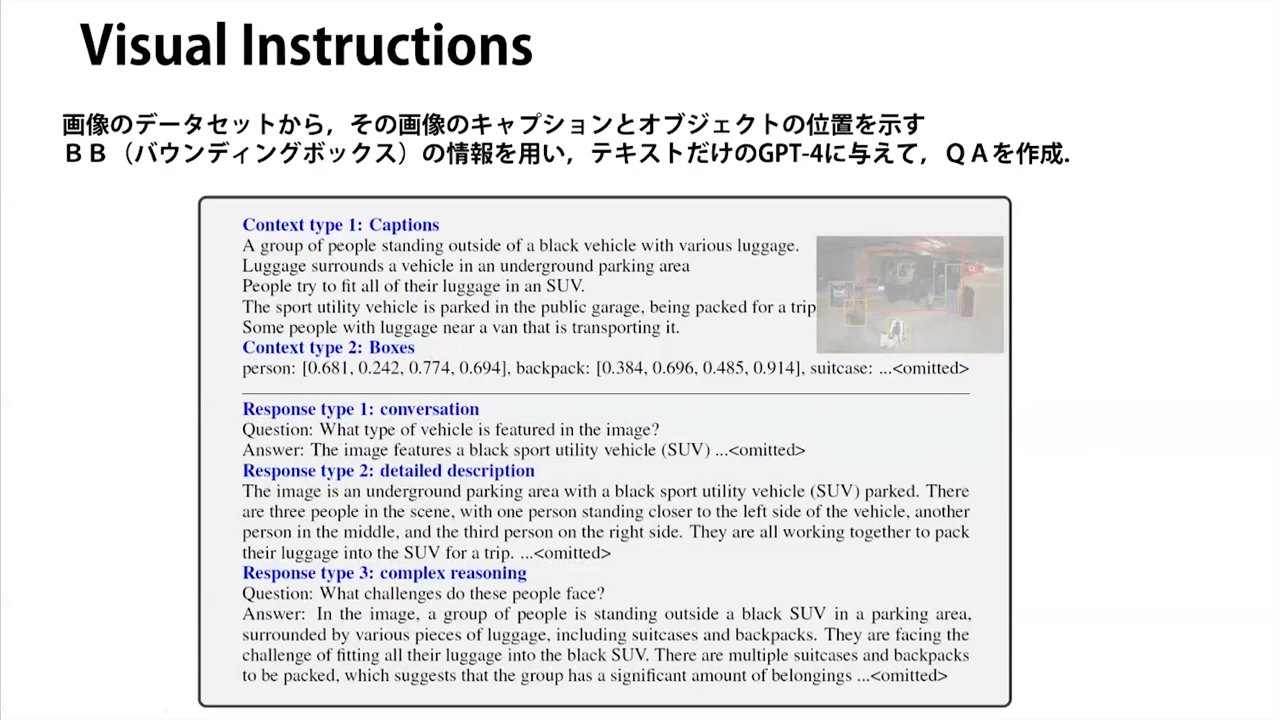 Visual Instructions
画像のデータセットから，その画像のキャプションとオブジェクトの位置を示す
ＢＢ（バウンディングボックス）の情報を用い，テキストだけのGPT-4に与えて，ＱＡを作成.
Context type 1: Captions
A group of people standing outside of a black vehicle with various luggage.
Luggage surrounds a vehicle in an underground parking area
People try to fit all of their luggage in an SUV.
The sport utility vehicle is parked in the public garage, being packed for a trip
Some people with luggage near a van that is transporting it.
Context type 2: Boxes
person: [0.681, 0.242, 0.774, 0.694], backpack: [0.384, 0.696, 0.485, 0.914], suitcase: ...<omitted>
Response type 1: conversation
Question: What type of vehicle is featured in the image?
Answer: The image features a black sport utility vehicle (SUV) ...<omitted>
Response type 2: detailed description
The image is an underground parking area with a black sport utility vehicle (SUV) parked. There
are three people in the scene, with one person standing closer to the left side of the vehicle, another
person in the middle, and the third person on the right side. They are all working together to pack
their luggage into the SUV for a trip. ...<omitted>
Response type 3: complex reasoning
Question: What challenges do these people face?
Answer: In the image, a group of people is standing outside a black SUV in a parking area,
surrounded by various pieces of luggage, including suitcases and backpacks. They are facing the
challenge of fitting all their luggage into the black SUV. There are multiple suitcases and backpacks
to be packed, which suggests that the group has a significant amount of belongings ...<omitted>